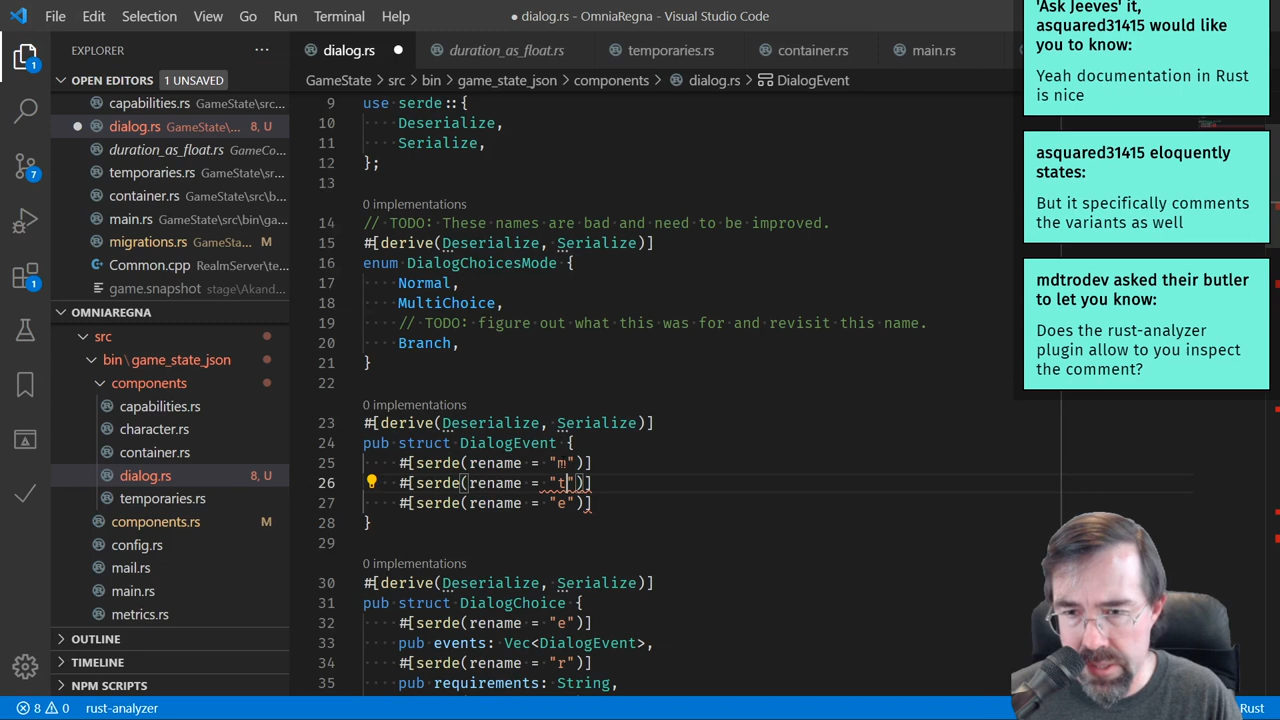 File Edit Selection View Go Run Terminal Help
● dialog.rs - OmniaRegna - Visual Studio Code
EXPLORER ...
OPEN EDITORS 1 UNSAVED
capabilities.rs GameState\src...
dialog.rs GameState\... 8, U
duration_as_float.rs GameCo...
temporaries.rs GameState\sr...
container.rs GameState\src\b...
main.rs GameState\src\bin\ga...
migrations.rs GameSta... M
Common.cpp RealmServer\te...
game.snapshot stage\Akand...
OMNIAREGNA
src
bin\game_state_json
components
capabilities.rs
character.rs
container.rs
dialog.rs 8, U
temporaries.rs
components.rs M
config.rs
mail.rs
main.rs
metrics.rs
OUTLINE
TIMELINE
NPM SCRIPTS
1
7
1
dialog.rs duration_as_float.rs temporaries.rs container.rs main.rs
GameState > src > bin > game_state_json > components > dialog.rs > DialogEvent
9 use serde::{
10 Deserialize,
11 Serialize,
12 };
13
0 implementations
14 // TODO: These names are bad and need to be improved.
15 #[derive(Deserialize, Serialize)]
16 enum DialogChoicesMode {
17 Normal,
18 MultiChoice,
19 // TODO: figure out what this was for and revisit this name.
20 Branch,
21 }
22
0 implementations
23 #[derive(Deserialize, Serialize)]
24 pub struct DialogEvent {
25 #[serde(rename = "m")]
26 #[serde(rename = "t")]
27 #[serde(rename = "e")]
28 }
29
0 implementations
30 #[derive(Deserialize, Serialize)]
31 pub struct DialogChoice {
32 #[serde(rename = "e")]
33 pub events: Vec<DialogEvent>,
34 #[serde(rename = "r")]
35 pub requirements: String,
'Ask Jeeves' it,
asquared31415 would like
you to know:
Yeah documentation in Rust
is nice
asquared31415 eloquently
states:
But it specifically comments
the variants as well
mdtrodev asked their butler
to let you know:
Does the rust-analyzer
plugin allow to you inspect
the comment?
8 0 rust-analyzer
Rust